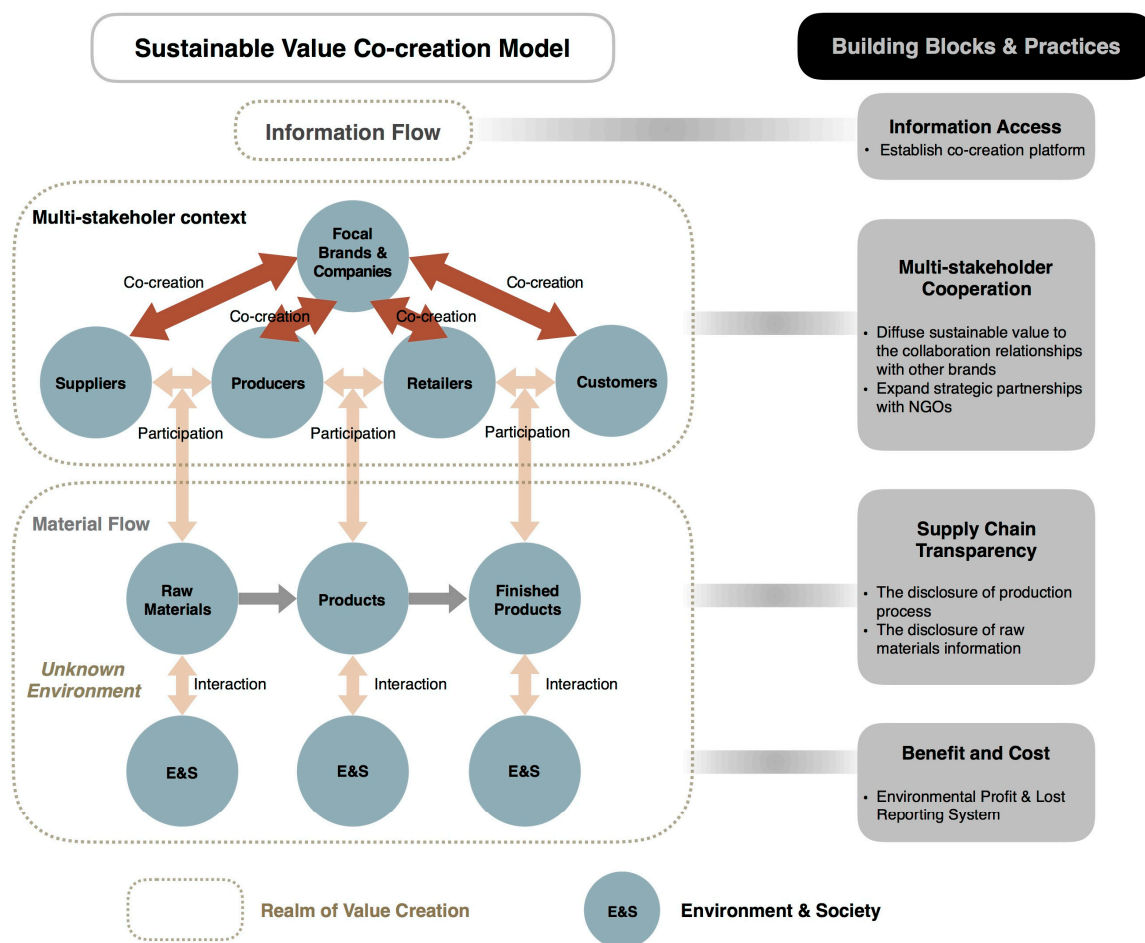 Sustainable Value Co-creation Model
Building Blocks & Practices
Information Flow
Information Access
• Establish co-creation platform
Multi-stakeholer context
Focal
Brands &
Companies
Co-creation
Co-creation
Co-creation
Co-creation
Suppliers
Producers
Retailers
Customers
Participation
Participation
Participation
Multi-stakeholder
Cooperation
• Diffuse sustainable value to
the collaboration relationships
with other brands
• Expand strategic partnerships
with NGOs
Material Flow
Raw
Materials
Products
Finished
Products
Unknown
Environment
Interaction
Interaction
Interaction
E&S
E&S
E&S
Supply Chain
Transparency
• The disclosure of production
process
• The disclosure of raw
materials information
Benefit and Cost
• Environmental Profit & Lost
Reporting System
Realm of Value Creation
E&S
Environment & Society